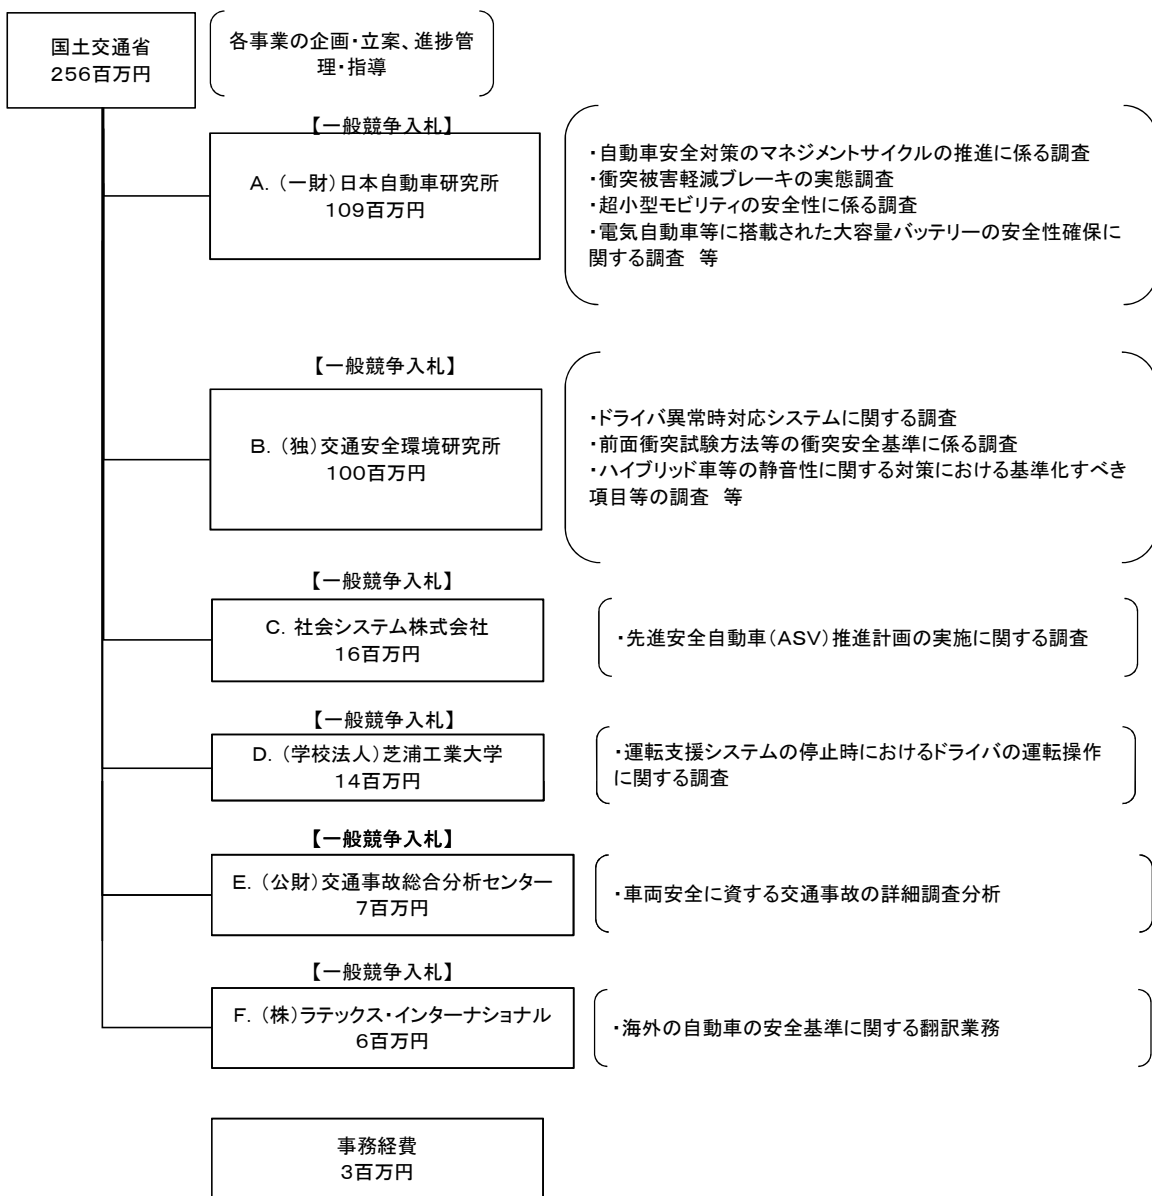 国土交通省
256百万円
各事業の企画・立案、進捗管
理・指導
【一般競争入札】
A. (一財)日本自動車研究所
109百万円
・自動車安全対策のマネジメントサイクルの推進に係る調査
・衝突被害軽減ブレーキの実態調査
・超小型モビリティの安全性に係る調査
・電気自動車等に搭載された大容量バッテリーの安全性確保に
関する調査　等
【一般競争入札】
B. (独)交通安全環境研究所
100百万円
・ドライバ異常時対応システムに関する調査
・前面衝突試験方法等の衝突安全基準に係る調査
・ハイブリッド車等の静音性に関する対策における基準化すべき
項目等の調査　等
【一般競争入札】
C. 社会システム株式会社
16百万円
・先進安全自動車(ASV)推進計画の実施に関する調査
【一般競争入札】
D. (学校法人)芝浦工業大学
14百万円
・運転支援システムの停止時におけるドライバの運転操作
に関する調査
【一般競争入札】
E. (公財)交通事故総合分析センター
7百万円
・車両安全に資する交通事故の詳細調査分析
【一般競争入札】
F. (株)ラテックス・インターナショナル
6百万円
・海外の自動車の安全基準に関する翻訳業務
事務経費
3百万円